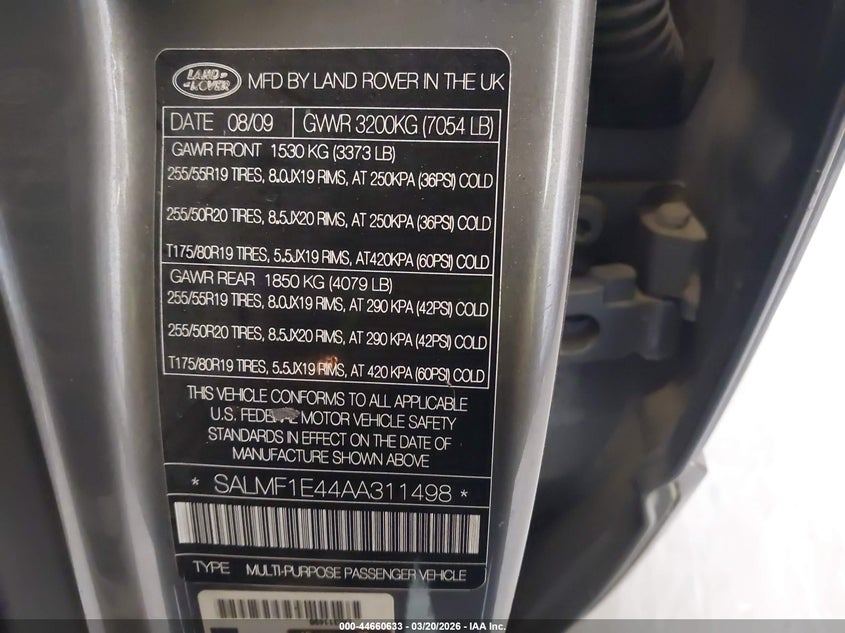 LAND ROVER MFD BY LAND ROVER IN THE UK
DATE 08/09 GVWR 3200KG (7054 LB)
GAWR FRONT 1530 KG (3373 LB)
255/55R19 TIRES, 8.0JX19 RIMS, AT 250KPA (36PSI) COLD
255/50R20 TIRES, 8.5JX20 RIMS, AT 250KPA (36PSI) COLD
T175/80R19 TIRES, 5.5JX19 RIMS, AT 420KPA (60PSI) COLD
GAWR REAR 1850 KG (4079 LB)
255/55R19 TIRES, 8.0JX19 RIMS, AT 290 KPA (42PSI) COLD
255/50R20 TIRES, 8.5JX20 RIMS, AT 290 KPA (42PSI) COLD
T175/80R19 TIRES, 5.5JX19 RIMS, AT 420 KPA (60PSI) COLD
THIS VEHICLE CONFORMS TO ALL APPLICABLE
U.S. FEDERAL MOTOR VEHICLE SAFETY
STANDARDS IN EFFECT ON THE DATE OF
MANUFACTURE SHOWN ABOVE
* SALMF1E44AA311498 *
TYPE MULTI-PURPOSE PASSENGER VEHICLE
000-44660633 - 03/20/2026 - IAA Inc.